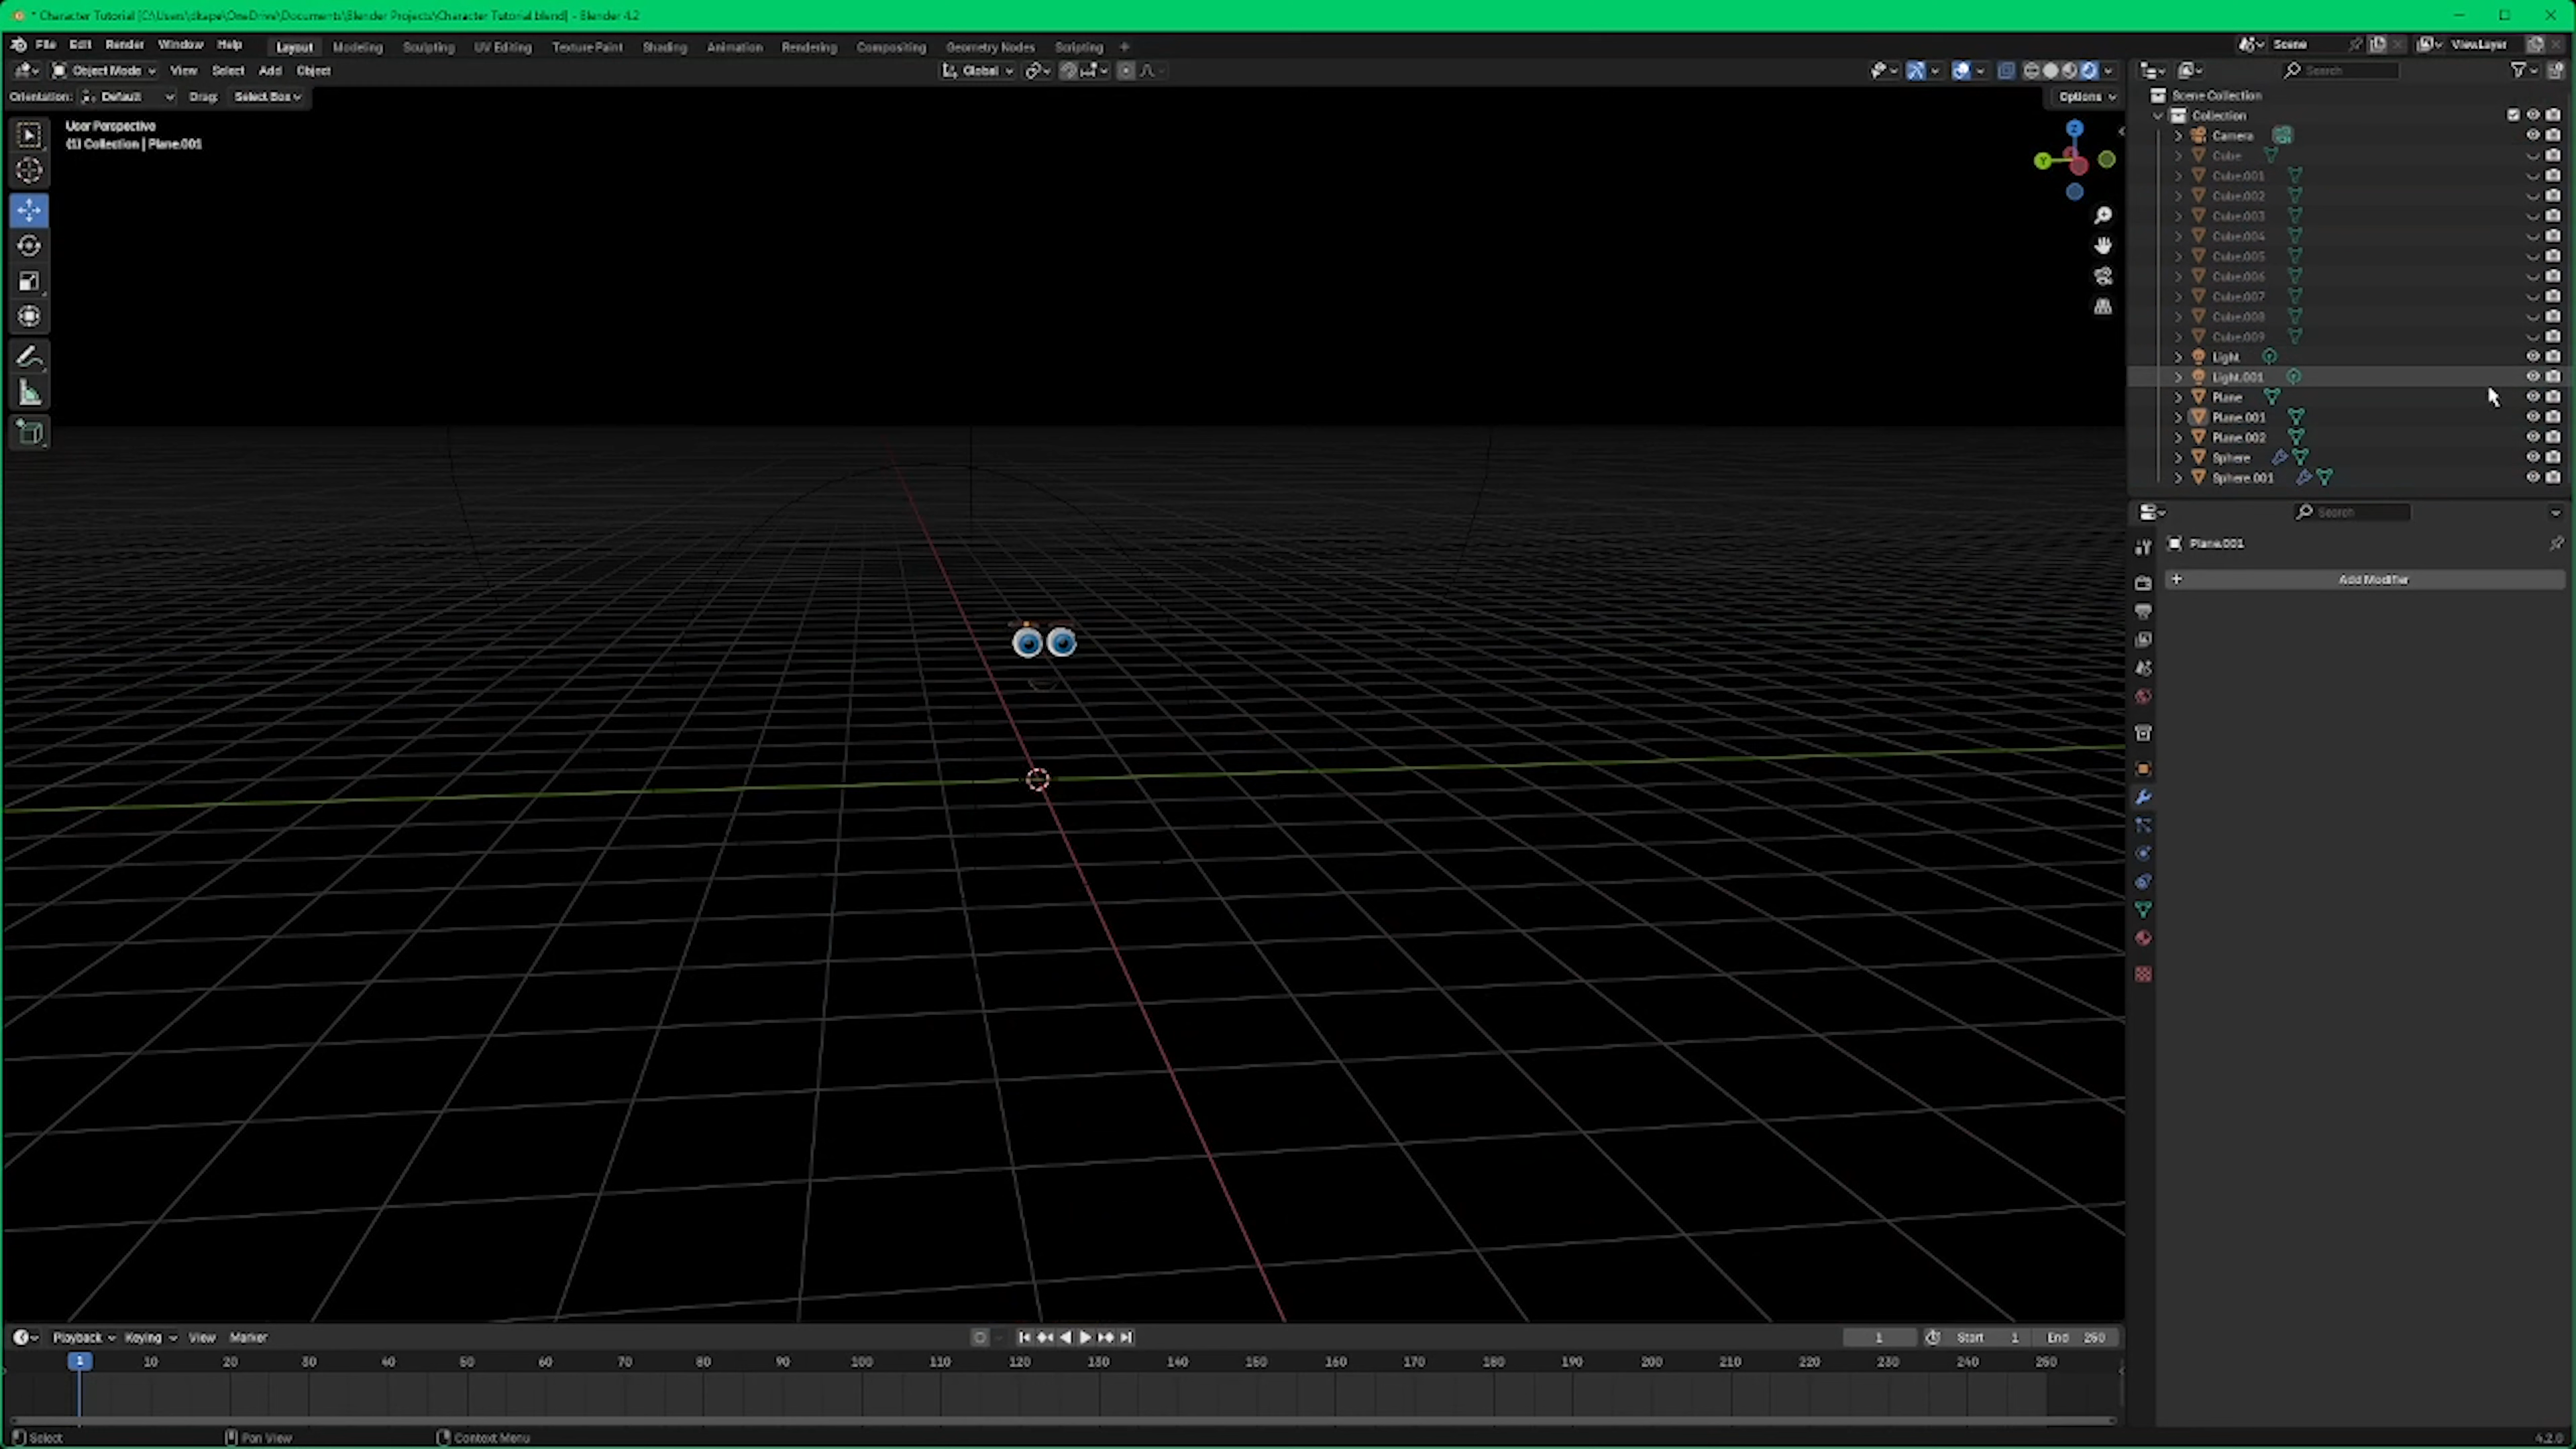 * Character Tutorial [C:\Users\dkape\OneDrive\Documents\Blender Projects\Character Tutorial.blend] - Blender 4.2
File Edit Render Window Help Layout Modeling Sculpting UV Editing Texture Paint Shading Animation Rendering Compositing Geometry Nodes Scripting + Scene ViewLayer
Object Mode View Select Add Object Global Search
Orientation: Default Drag: Select Box Options
User Perspective
(1) Collection | Plane.001
Scene Collection
Collection
Camera
Cube
Cube.001
Cube.002
Cube.003
Cube.004
Cube.005
Cube.006
Cube.007
Cube.008
Cube.009
Light
Light.001
Plane
Plane.001
Plane.002
Sphere
Sphere.001
Search
Plane.001
+ Add Modifier
Z
Y
Playback Keying View Marker 1 Start 1 End 250
1 10 20 30 40 50 60 70 80 90 100 110 120 130 140 150 160 170 180 190 200 210 220 230 240 250
Select Pan View Context Menu 4.2.0